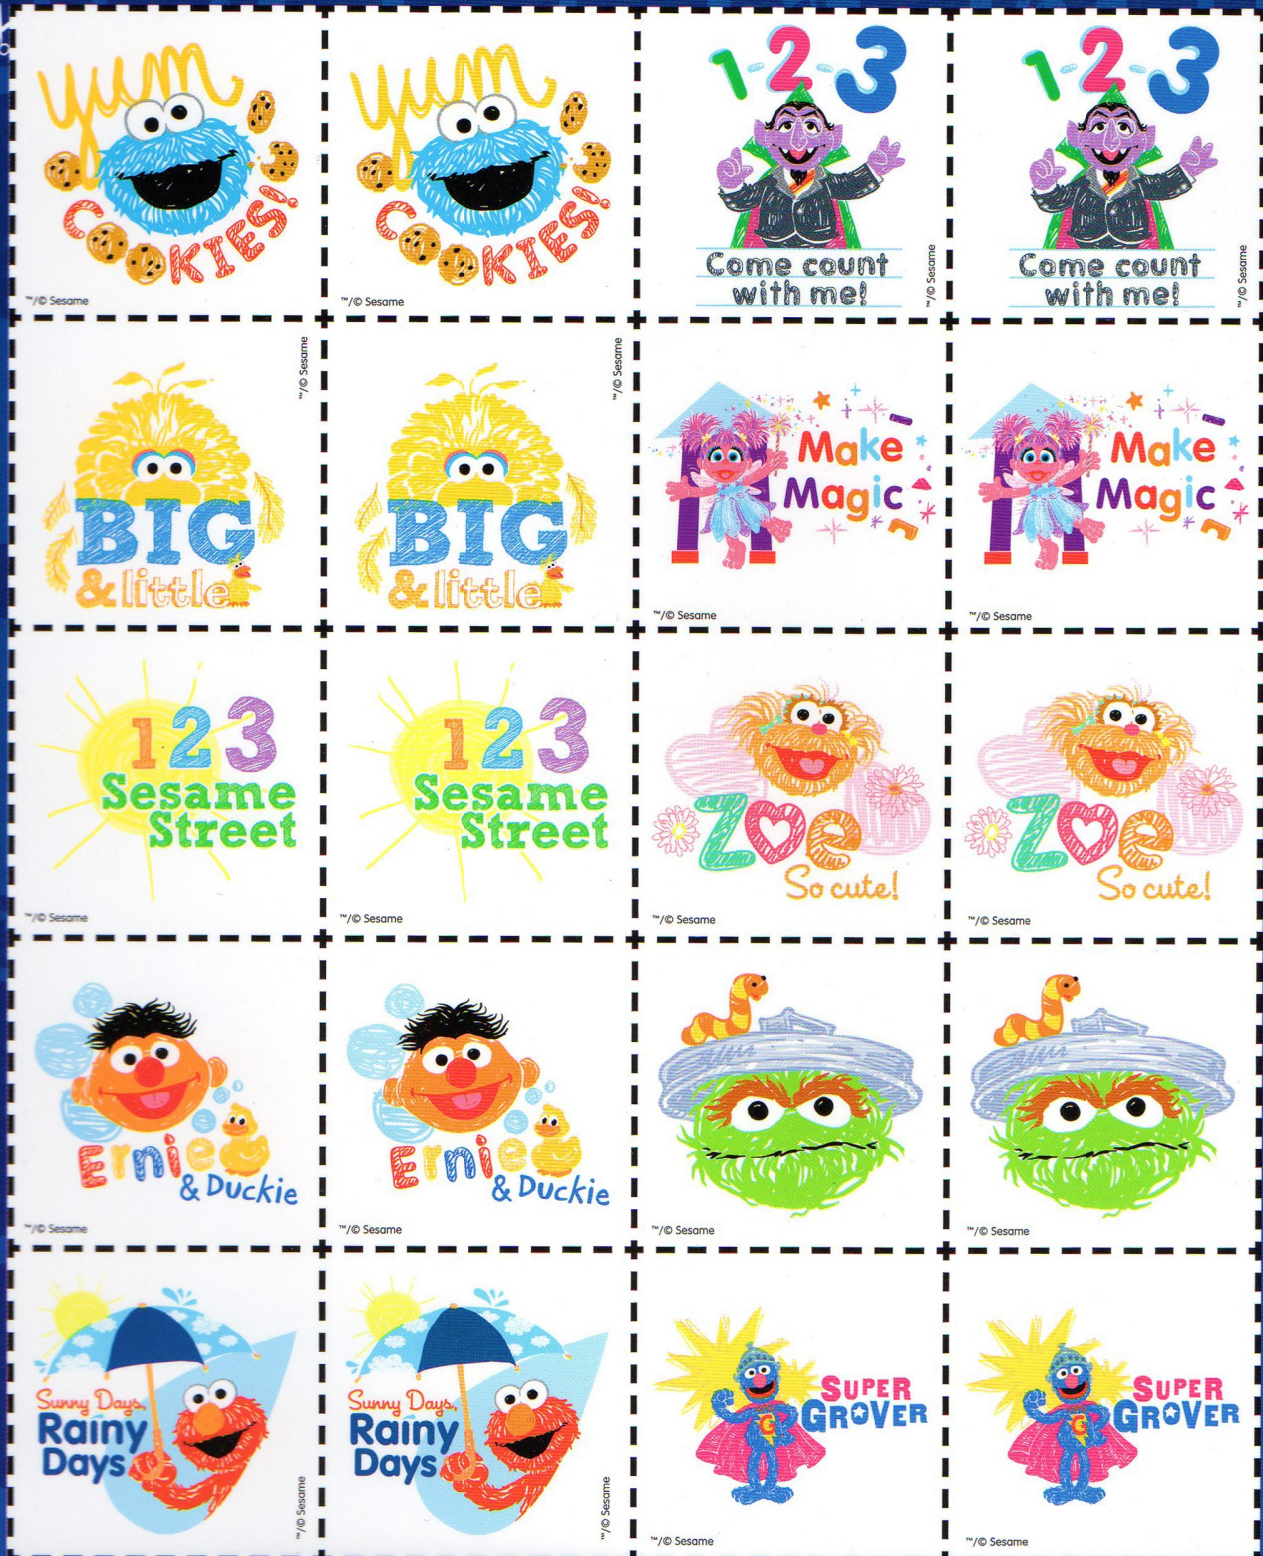 yum
COOKIES!
™/© Sesame
yum
COOKIES!
™/© Sesame
1-2-3
Come count
with me!
™/© Sesame
1-2-3
Come count
with me!
™/© Sesame
BIG
& little
™/© Sesame
BIG
& little
™/© Sesame
Make
Magic
™/© Sesame
Make
Magic
™/© Sesame
123
Sesame
Street
™/© Sesame
123
Sesame
Street
™/© Sesame
Zoe
So cute!
™/© Sesame
Zoe
So cute!
™/© Sesame
Ernie
& Duckie
™/© Sesame
Ernie
& Duckie
™/© Sesame
™/© Sesame
™/© Sesame
Sunny Days,
Rainy
Days
™/© Sesame
Sunny Days,
Rainy
Days
™/© Sesame
SUPER
GROVER
™/© Sesame
SUPER
GROVER
™/© Sesame